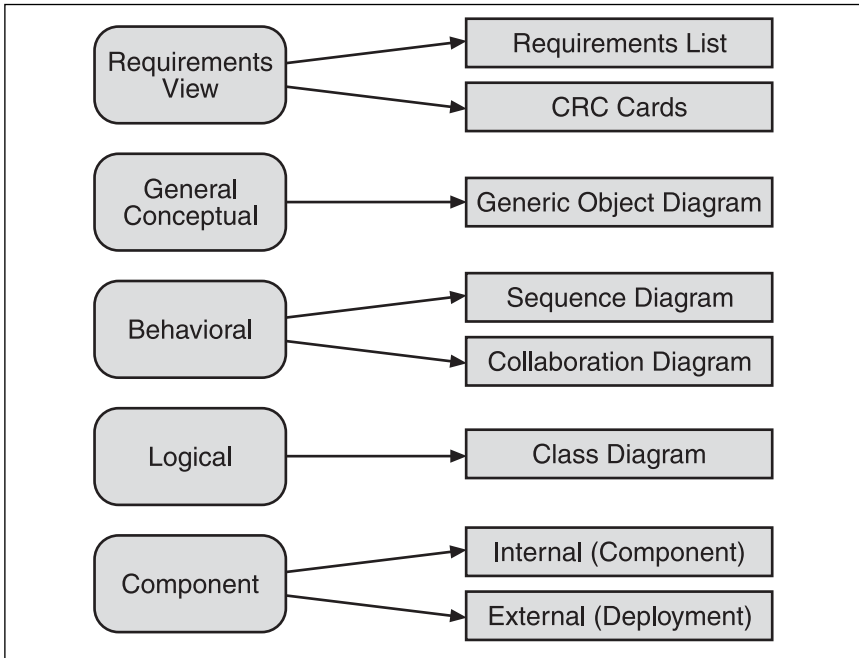 Requirements
View
Requirements List
CRC Cards
General
Conceptual
Generic Object Diagram
Behavioral
Sequence Diagram
Collaboration Diagram
Logical
Class Diagram
Component
Internal (Component)
External (Deployment)